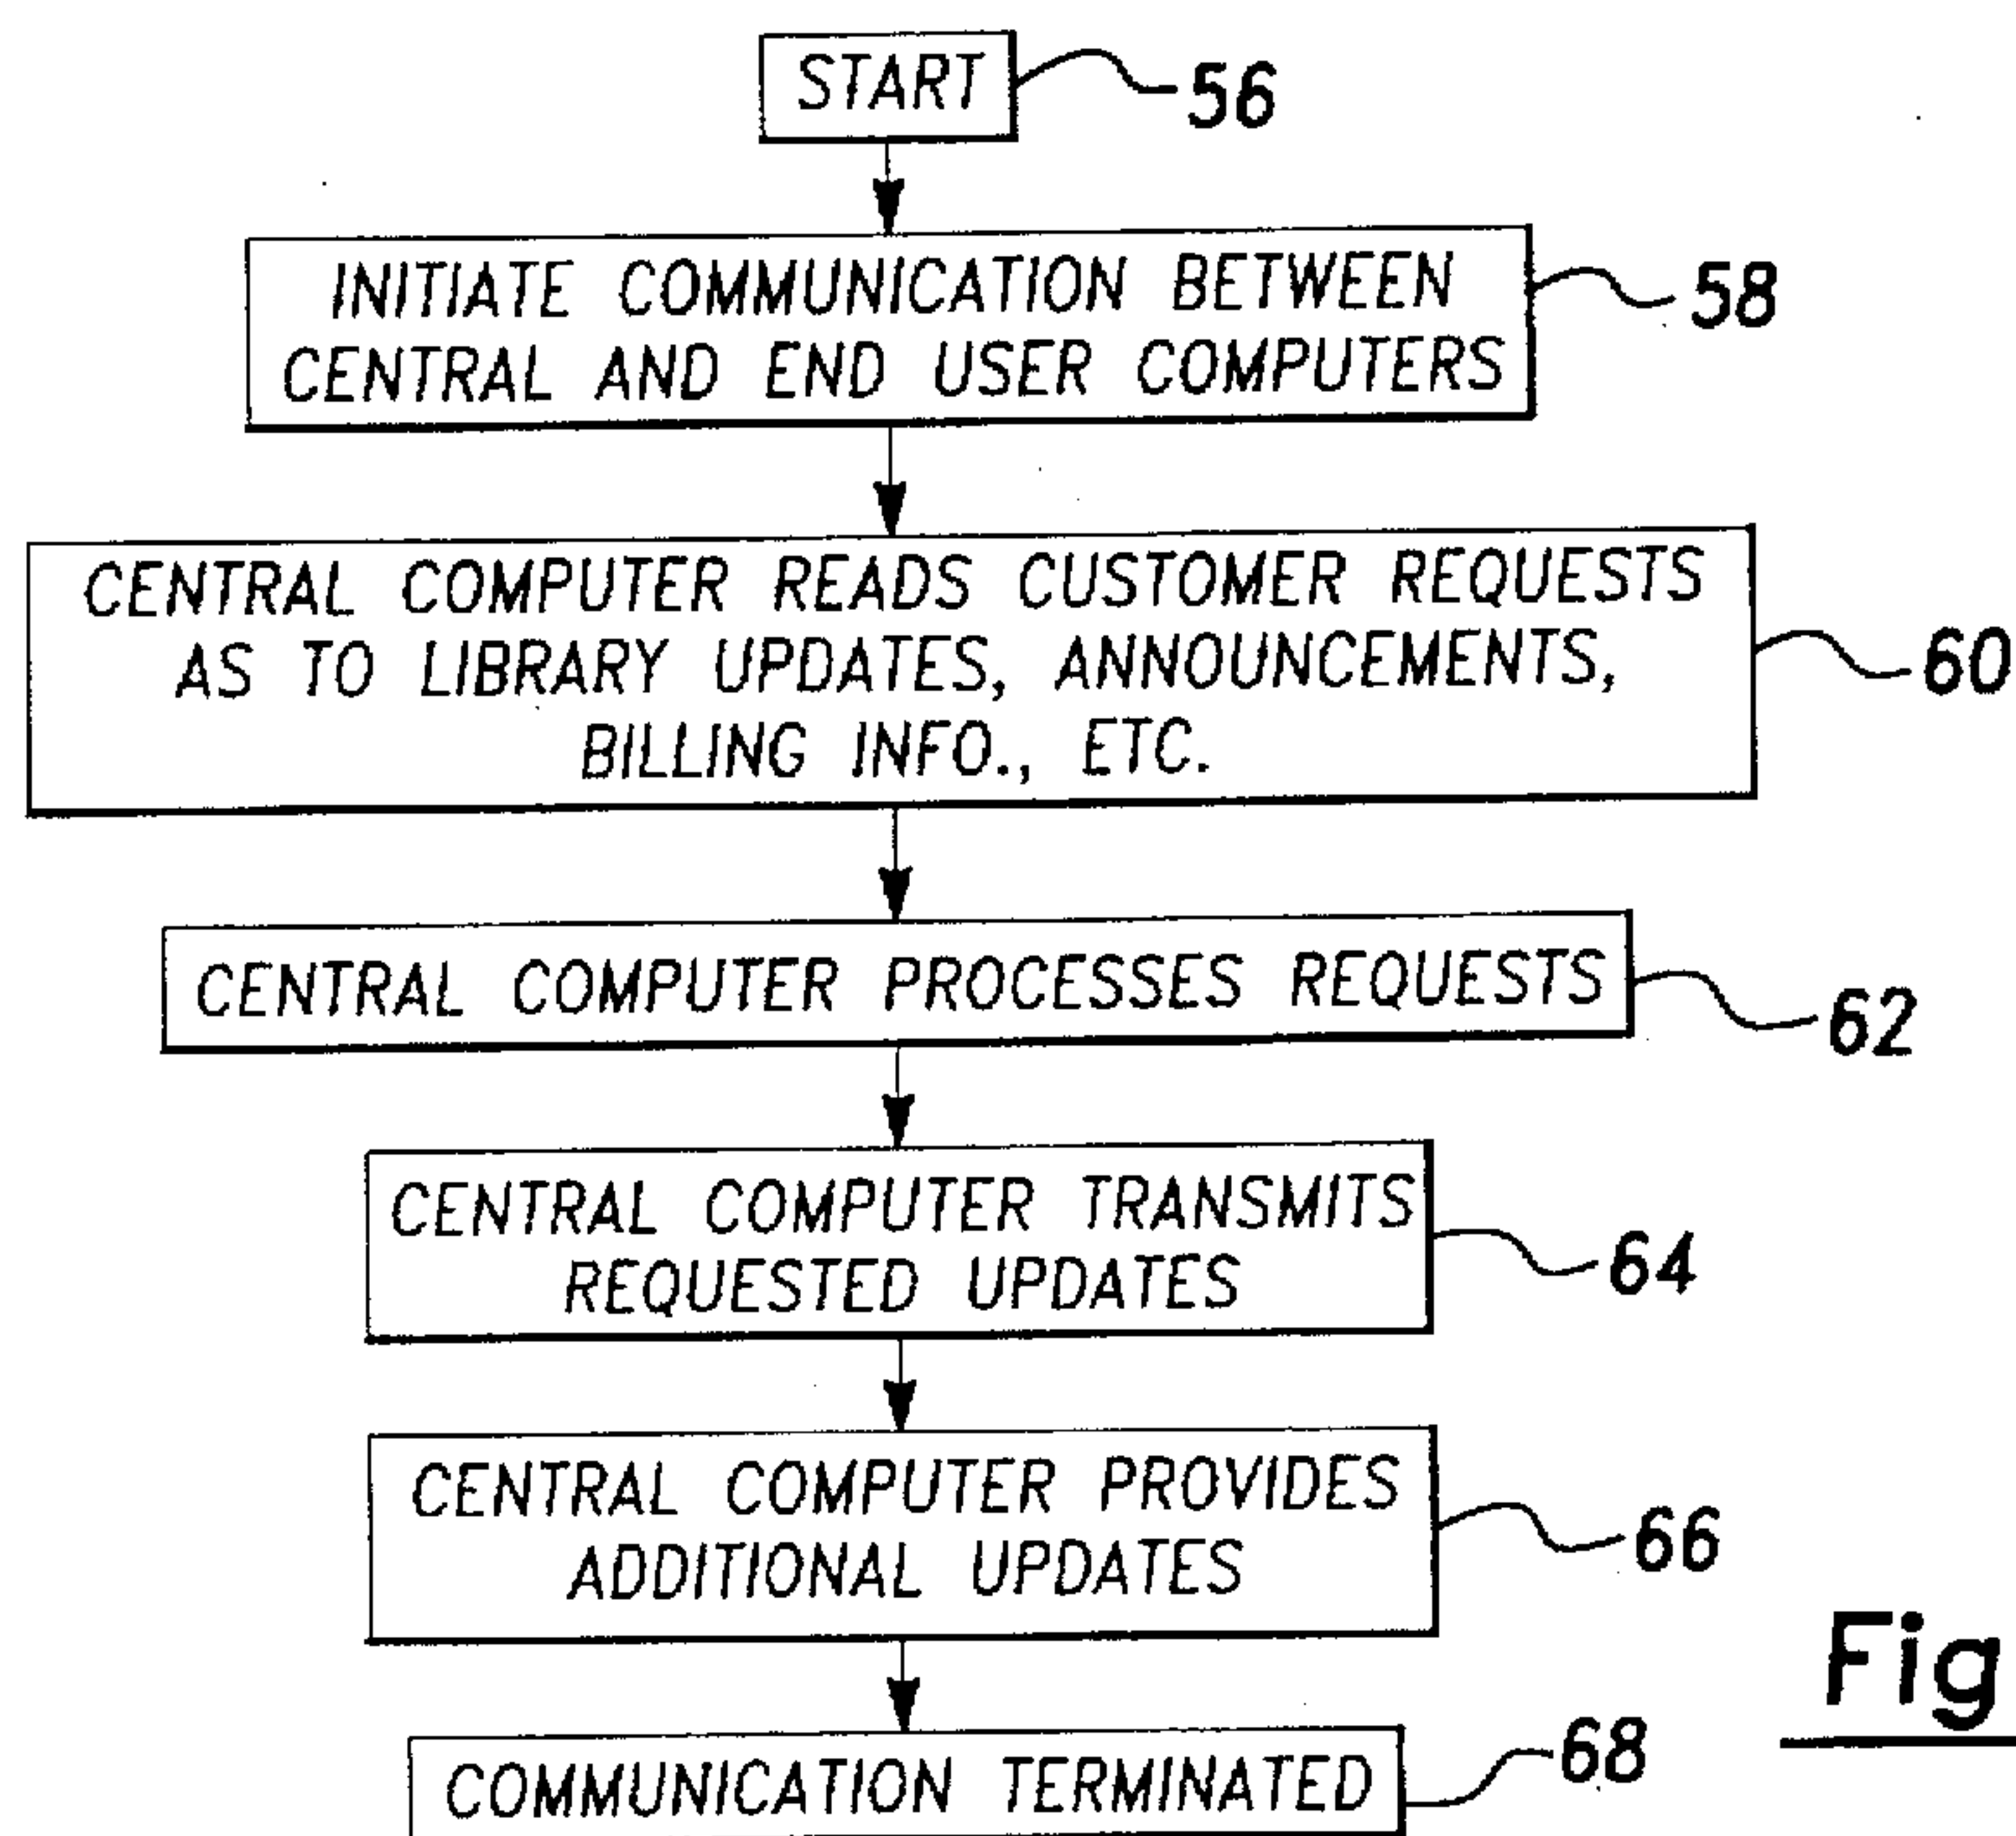 START
56
INITIATE COMMUNICATION BETWEEN
CENTRAL AND END USER COMPUTERS
58
CENTRAL COMPUTER READS CUSTOMER REQUESTS
AS TO LIBRARY UPDATES, ANNOUNCEMENTS,
BILLING INFO., ETC.
60
CENTRAL COMPUTER PROCESSES REQUESTS
62
CENTRAL COMPUTER TRANSMITS
REQUESTED UPDATES
64
CENTRAL COMPUTER PROVIDES
ADDITIONAL UPDATES
66
Fig
COMMUNICATION TERMINATED
68